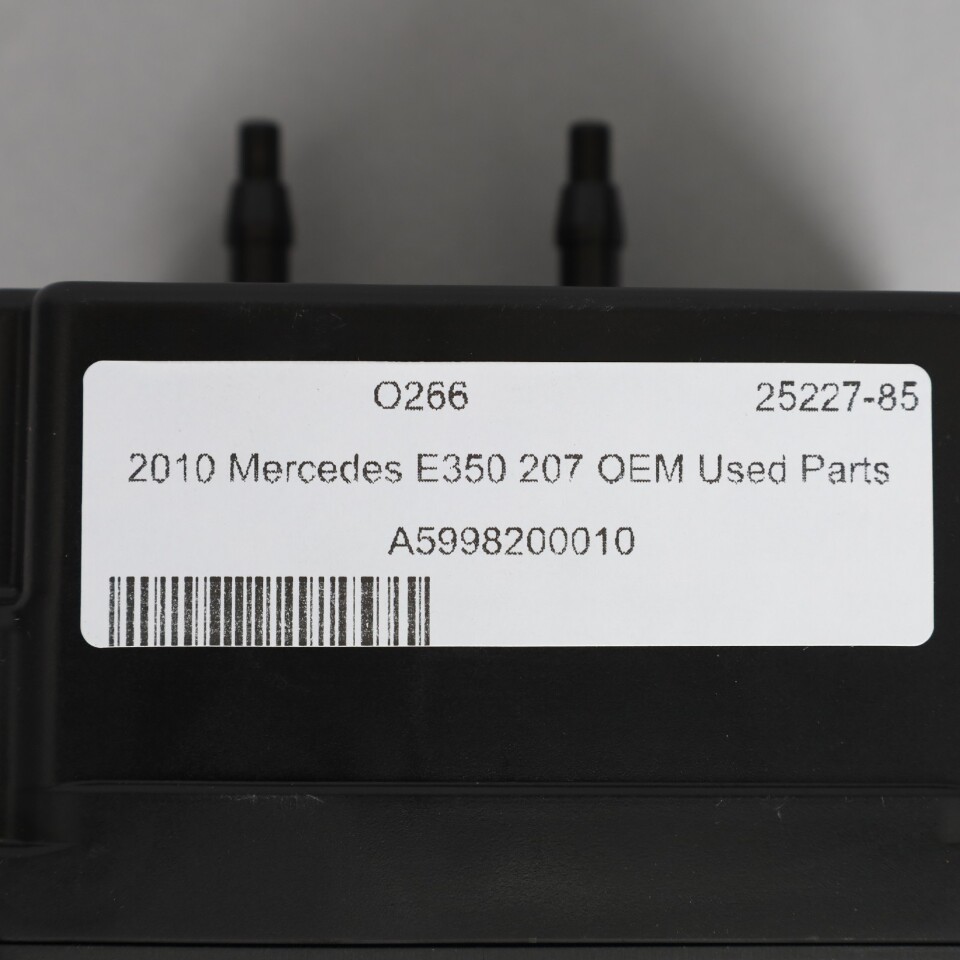 O266 25227-85
2010 Mercedes E350 207 OEM Used Parts
A5998200010